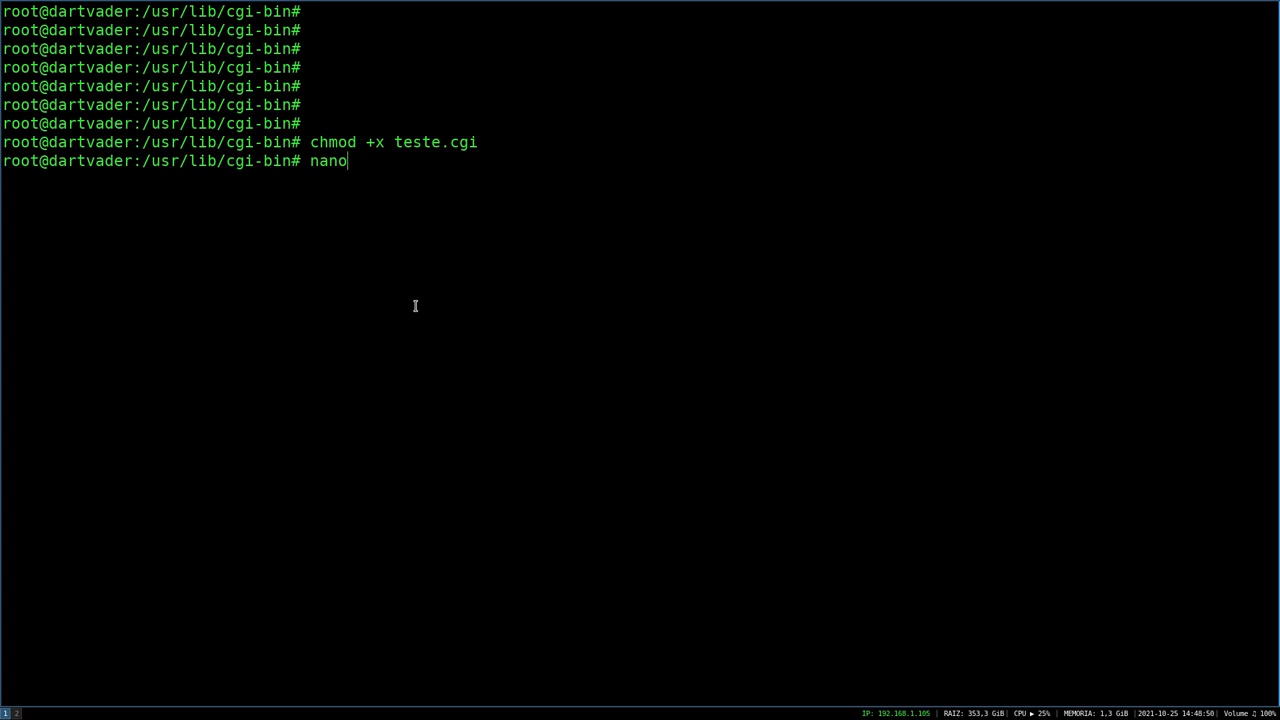 root@dartvader:/usr/lib/cgi-bin#
root@dartvader:/usr/lib/cgi-bin#
root@dartvader:/usr/lib/cgi-bin#
root@dartvader:/usr/lib/cgi-bin#
root@dartvader:/usr/lib/cgi-bin#
root@dartvader:/usr/lib/cgi-bin#
root@dartvader:/usr/lib/cgi-bin#
root@dartvader:/usr/lib/cgi-bin# chmod +x teste.cgi
root@dartvader:/usr/lib/cgi-bin# nano
1 2 IP: 192.168.1.105 | RAIZ: 353,3 GiB| CPU ▶ 25% | MEMORIA: 1,3 GiB |2021-10-25 14:48:50| Volume ♫ 100%